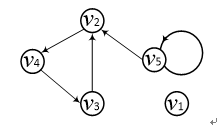 v₂
v₄ v₅
v₃ v₁
↵